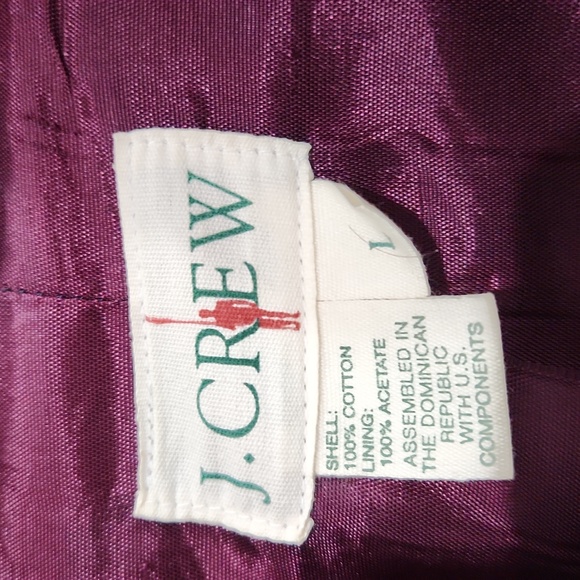 J. CREW
L
SHELL:
100% COTTON
LINING:
100% ACETATE
ASSEMBLED IN
THE DOMINICAN
REPUBLIC
WITH U.S.
COMPONENTS